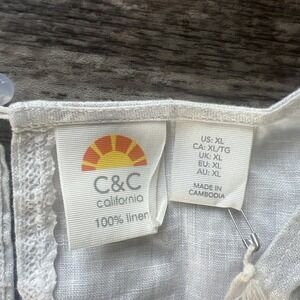 C&C
california
100% linen
US: XL
CA: XL/TG
UK: XL
EU: XL
AU: XL
MADE IN
CAMBODIA